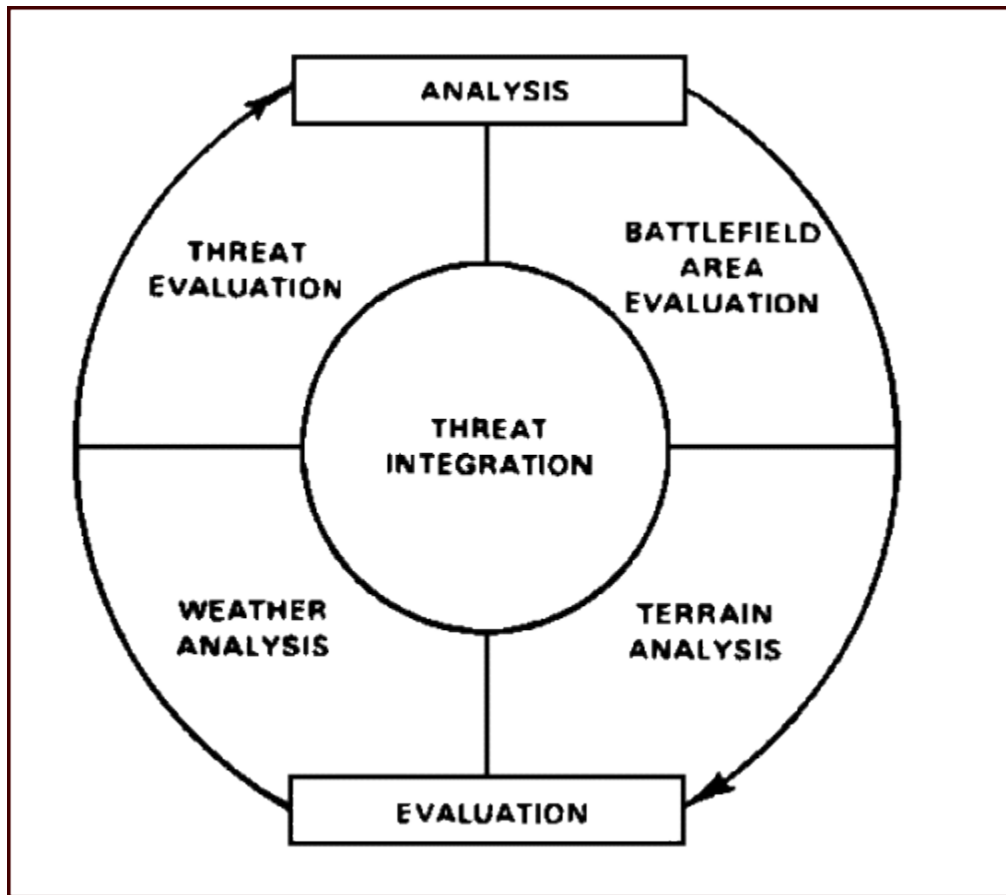 ANALYSIS
THREAT
EVALUATION
BATTLEFIELD
AREA
EVALUATION
THREAT
INTEGRATION
WEATHER
ANALYSIS
TERRAIN
ANALYSIS
EVALUATION